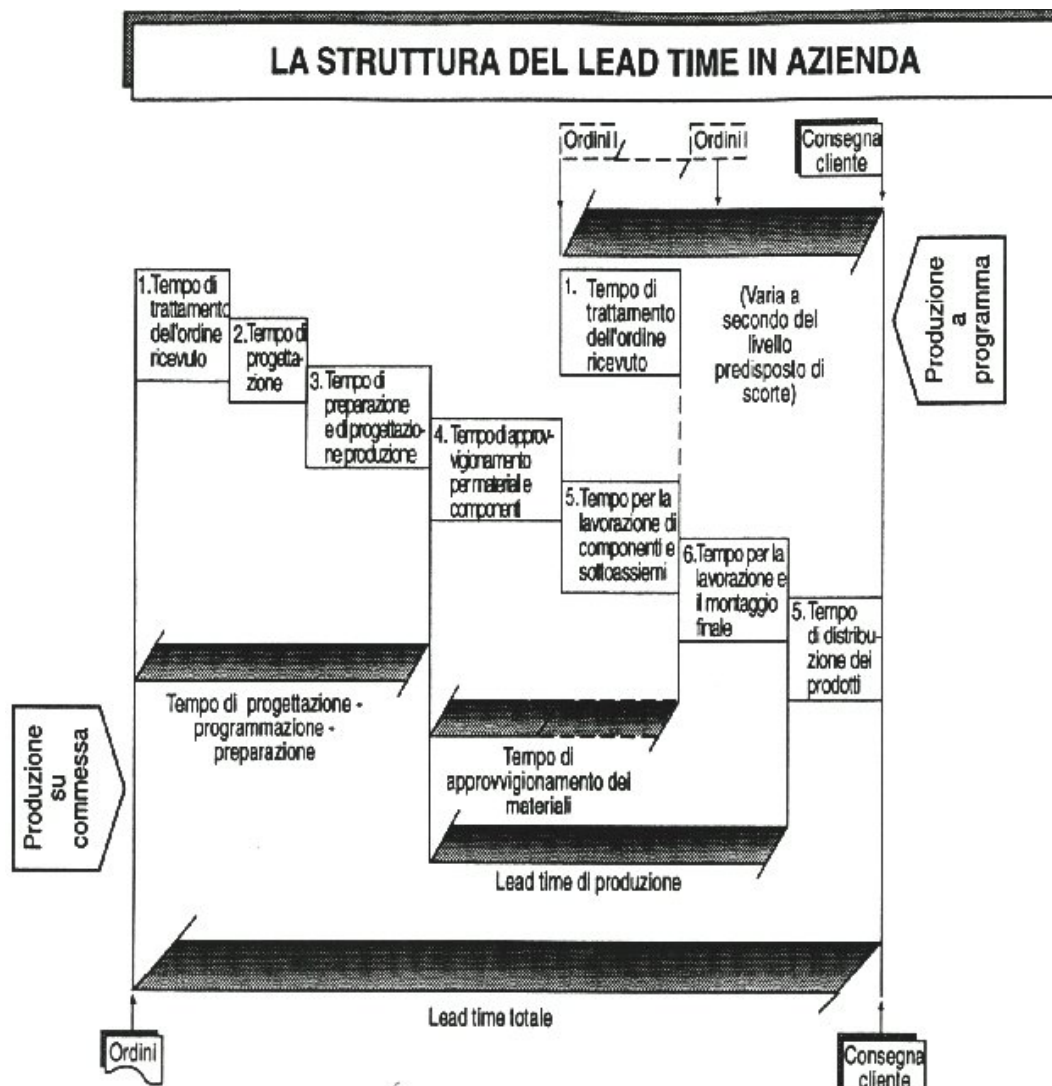 LA STRUTTURA DEL LEAD TIME IN AZIENDA
Ordini
Ordini
Consegna
cliente
1. Tempo di
trattamento
dell'ordine
ricevuto
2. Tempo di
progetta-
zione
3. Tempo di
preparazione
e di progettazio-
ne produzione
4. Tempo di approv-
vigionamento
per materiali e
componenti
5. Tempo per la
lavorazione di
componenti e
sottoassiemi
6. Tempo per la
lavorazione e
il montaggio
finale
5. Tempo
di distribu-
zione dei
prodotti
1. Tempo di
trattamento
dell'ordine
ricevuto
(Varia a
secondo del
livello
predisposto di
scorte)
Produzione
a
programma
Tempo di progettazione -
programmazione -
preparazione
Tempo di
approvvigionamento dei
materiali
Produzione
su
commessa
Lead time di produzione
Lead time totale
Ordini
Consegna
cliente